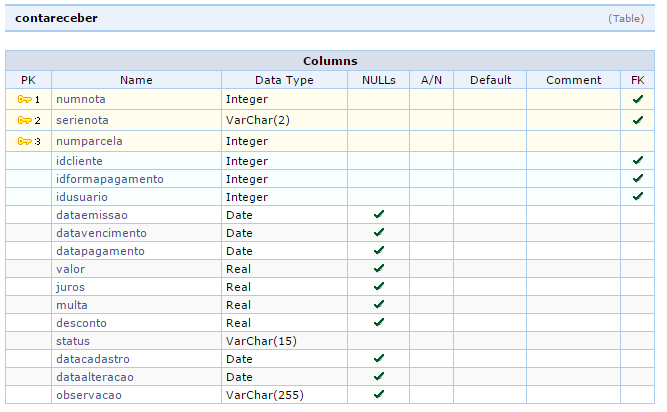 contareceber (Table)
Columns
PK Name Data Type NULLs A/N Default Comment FK
1 numnota Integer
2 serienota VarChar(2)
3 numparcela Integer
idcliente Integer
idformapagamento Integer
idusuario Integer
dataemissao Date
datavencimento Date
datapagamento Date
valor Real
juros Real
multa Real
desconto Real
status VarChar(15)
datacadastro Date
dataalteracao Date
observacao VarChar(255)